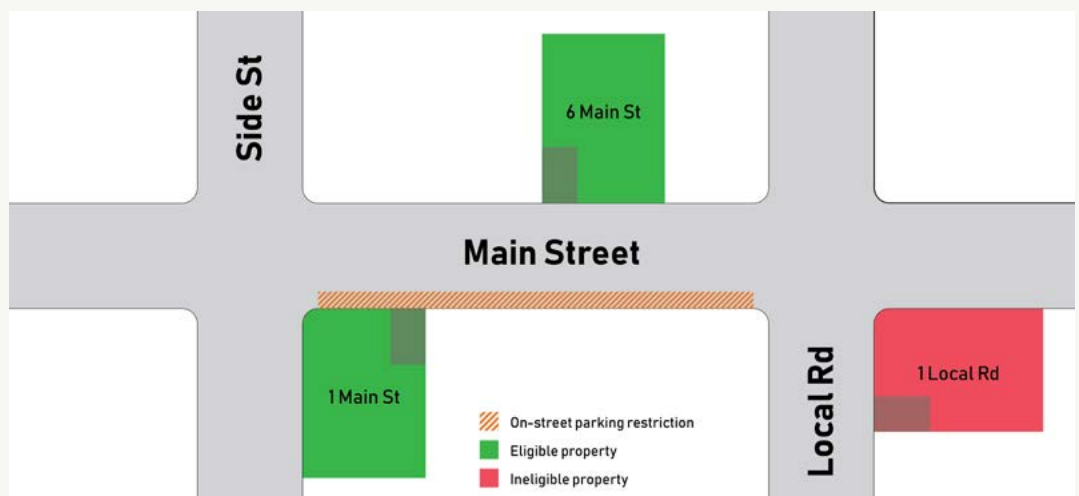 Side St
6 Main St
Main Street
1 Main St
Local Rd
1 Local Rd
On-street parking restriction
Eligible property
Ineligible property